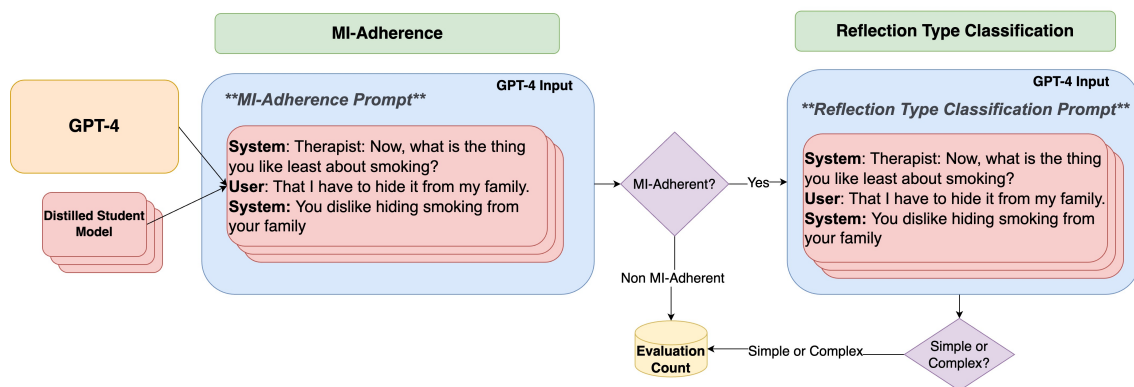 MI-Adherence
Reflection Type Classification
GPT-4
Distilled Student
Model
GPT-4 Input
**MI-Adherence Prompt**
System: Therapist: Now, what is the thing
you like least about smoking?
User: That I have to hide it from my family.
System: You dislike hiding smoking from
your family
MI-Adherent?
Yes
Non MI-Adherent
GPT-4 Input
**Reflection Type Classification Prompt**
System: Therapist: Now, what is the thing
you like least about smoking?
User: That I have to hide it from my family.
System: You dislike hiding smoking from
your family
Simple or
Complex?
Simple or Complex
Evaluation
Count